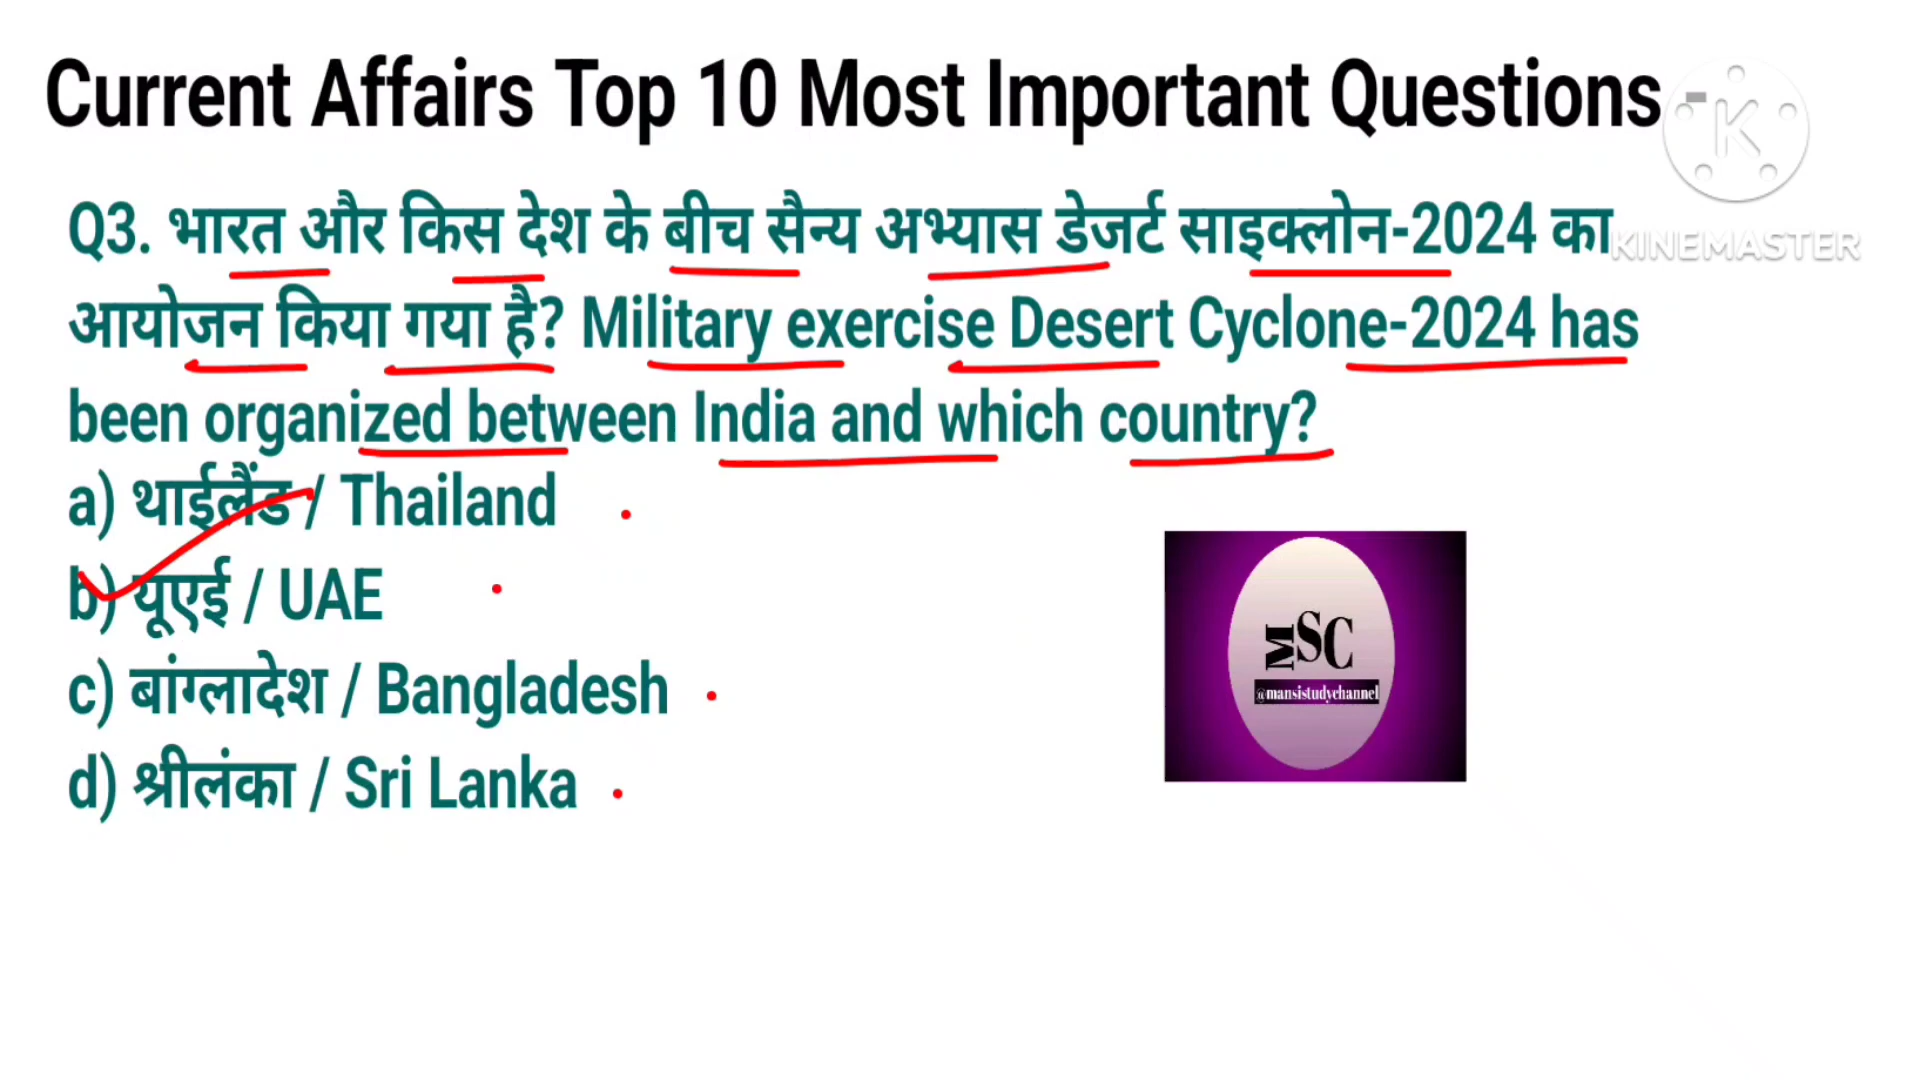 Current Affairs Top 10 Most Important Questions -
Q3. भारत और किस देश के बीच सैन्य अभ्यास डेजर्ट साइक्लोन-2024 का
आयोजन किया गया है? Military exercise Desert Cyclone-2024 has
been organized between India and which country?
a) थाईलैंड / Thailand
b) यूएई / UAE
c) बांग्लादेश / Bangladesh
d) श्रीलंका / Sri Lanka
K
KINEMASTER
MSC
@mansistudychannel